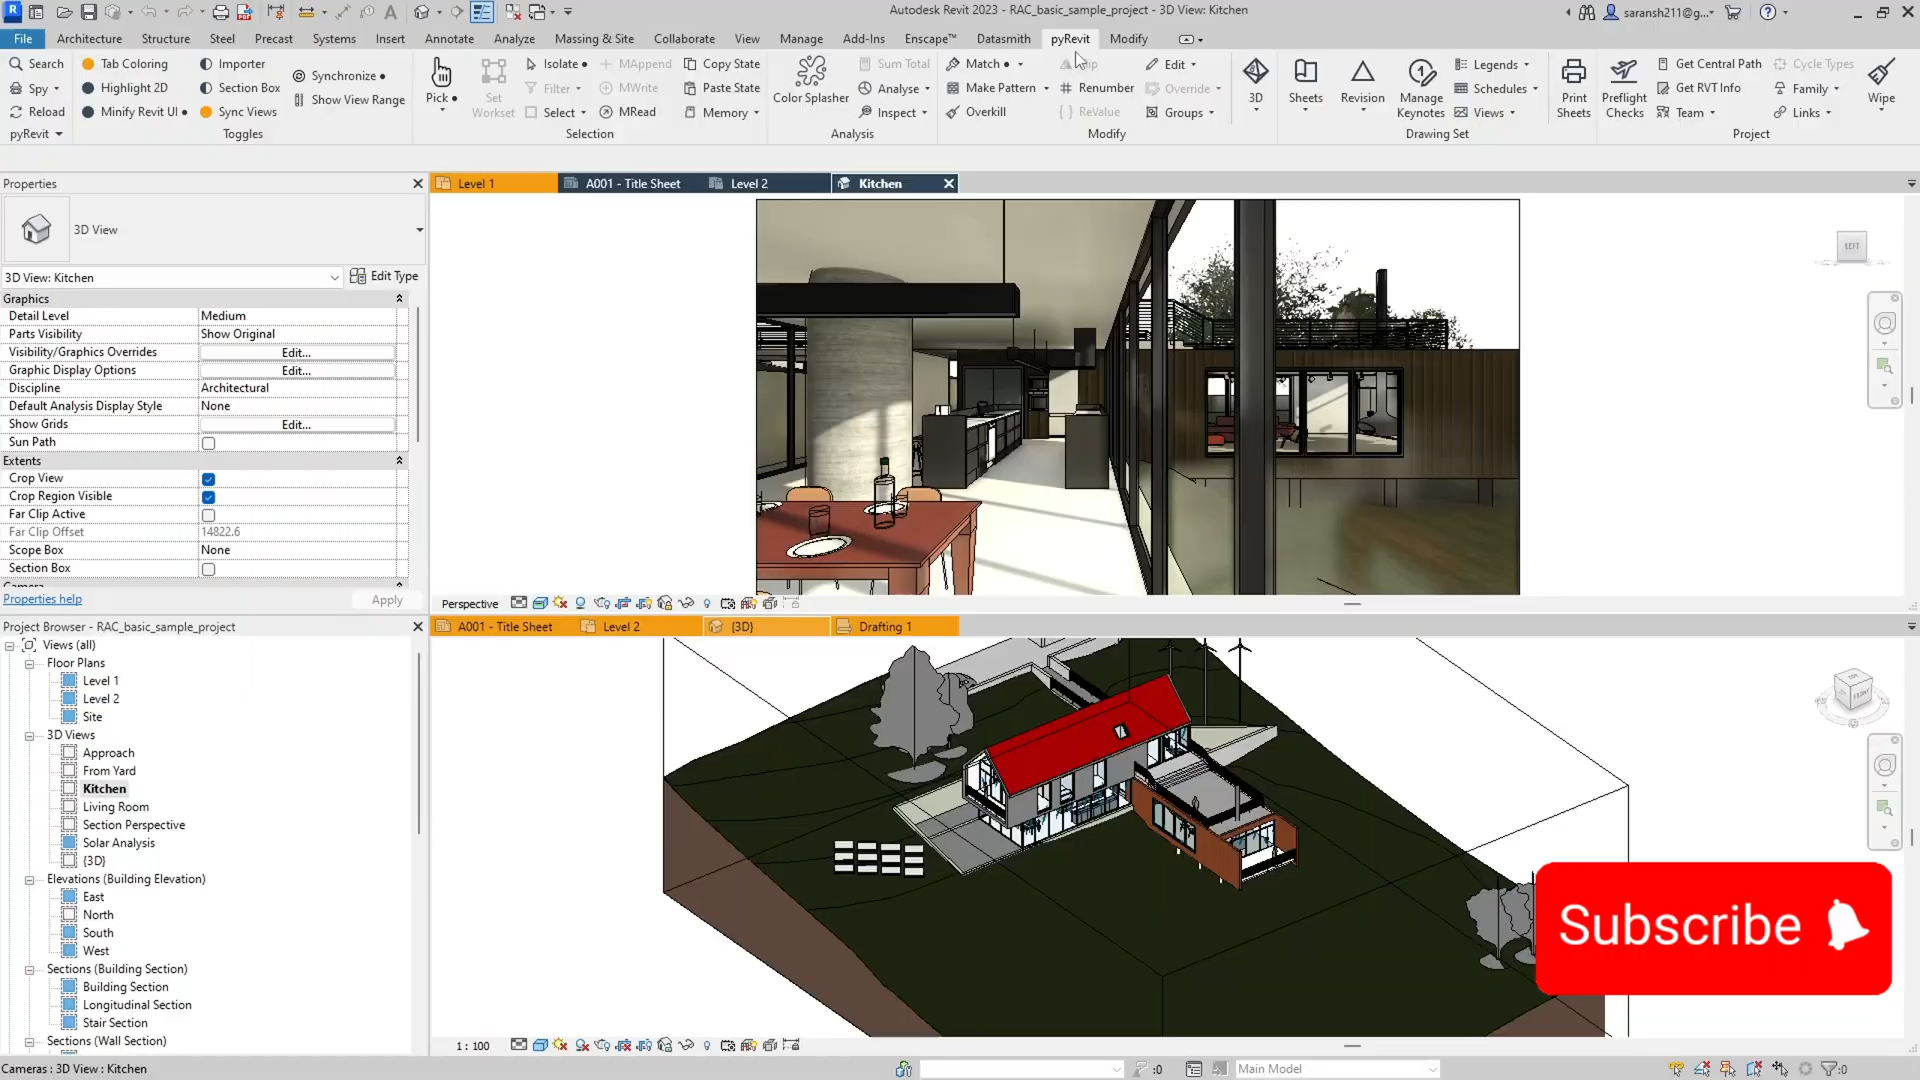 Autodesk Revit 2023 - RAC_basic_sample_project - 3D View: Kitchen
saransh211@g...
File Architecture Structure Steel Precast Systems Insert Annotate Analyze Massing & Site Collaborate View Manage Add-Ins Enscape™ Datasmith pyRevit Modify
Search Tab Coloring Importer Synchronize Pick Set Workset Isolate MAppend Copy State Color Splasher Sum Total Match Edit 3D Sheets Revision Manage Keynotes Legends Print Sheets Preflight Checks Get Central Path Cycle Types Wipe
Spy Highlight 2D Section Box Show View Range Filter MWrite Paste State Analyse Make Pattern Renumber Override Schedules Get RVT Info Family
Reload Minify Revit UI Sync Views Select MRead Memory Inspect Overkill ReValue Groups Views Team Links
pyRevit Toggles Selection Analysis Modify Drawing Set Project
Properties
3D View
3D View: Kitchen Edit Type
Graphics
Detail Level Medium
Parts Visibility Show Original
Visibility/Graphics Overrides Edit...
Graphic Display Options Edit...
Discipline Architectural
Default Analysis Display Style None
Show Grids Edit...
Sun Path
Extents
Crop View
Crop Region Visible
Far Clip Active
Far Clip Offset 14822.6
Scope Box None
Section Box
Camera
Properties help Apply
Level 1 A001 - Title Sheet Level 2 Kitchen
LEFT
Perspective
Project Browser - RAC_basic_sample_project
Views (all)
Floor Plans
Level 1
Level 2
Site
3D Views
Approach
From Yard
Kitchen
Living Room
Section Perspective
Solar Analysis
{3D}
Elevations (Building Elevation)
East
North
South
West
Sections (Building Section)
Building Section
Longitudinal Section
Stair Section
Sections (Wall Section)
A001 - Title Sheet Level 2 {3D} Drafting 1
FRONT
Subscribe
1 : 100
Cameras : 3D View : Kitchen
:0
Main Model
:0